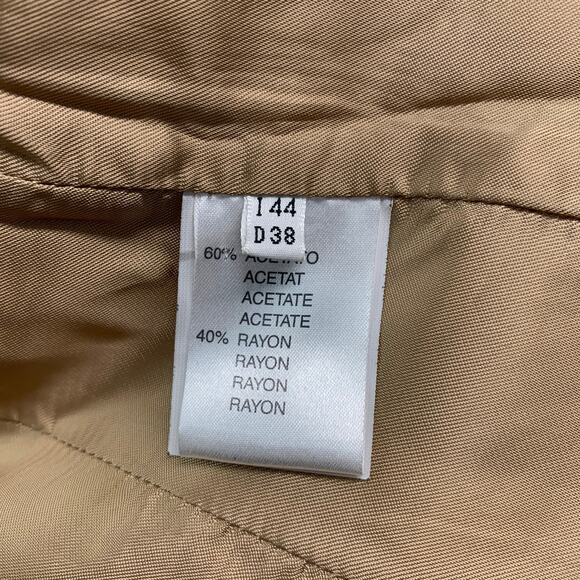 I 44
D 38
60% ACETATO
ACETAT
ACETATE
ACETATE
40% RAYON
RAYON
RAYON
RAYON